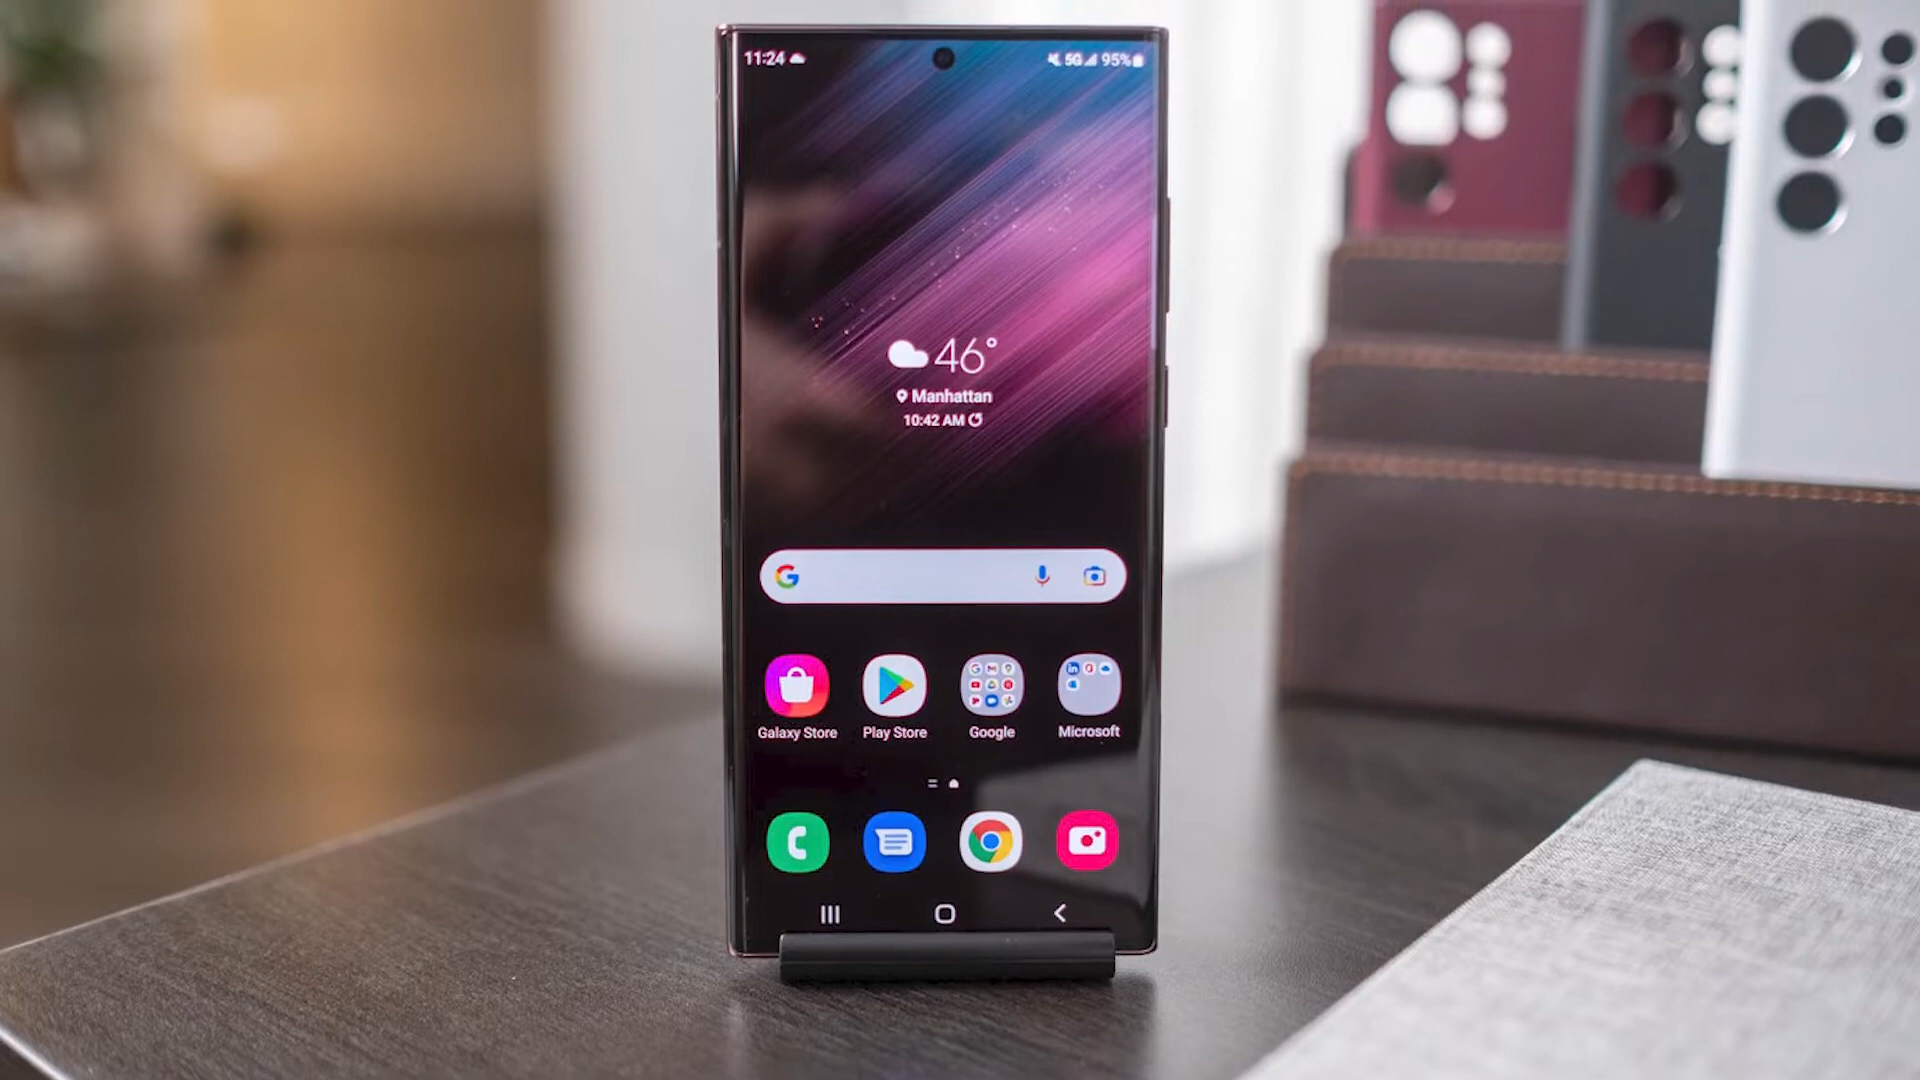 11:24
5G 95%
46°
Manhattan
10:42 AM
Galaxy Store
Play Store
Google
Microsoft